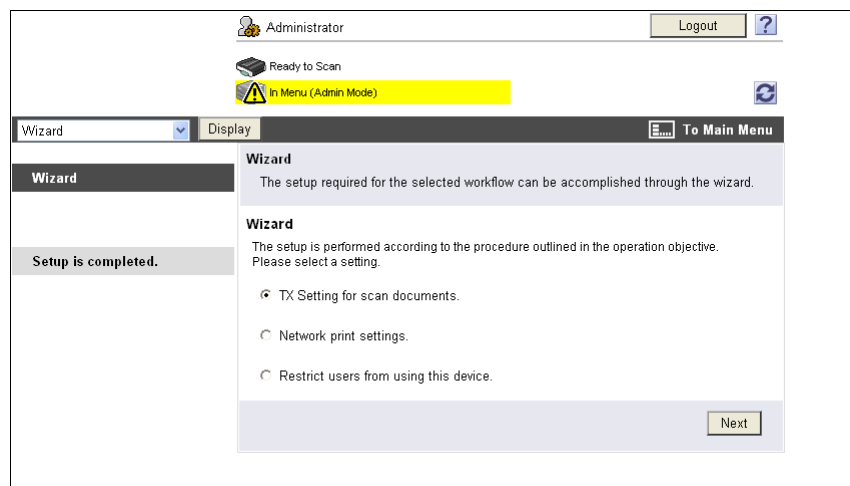 Administrator
Logout
?
Ready to Scan
In Menu (Admin Mode)
Wizard
Display
To Main Menu
Wizard
Setup is completed.
Wizard
The setup required for the selected workflow can be accomplished through the wizard.
Wizard
The setup is performed according to the procedure outlined in the operation objective.
Please select a setting.
TX Setting for scan documents.
Network print settings.
Restrict users from using this device.
Next